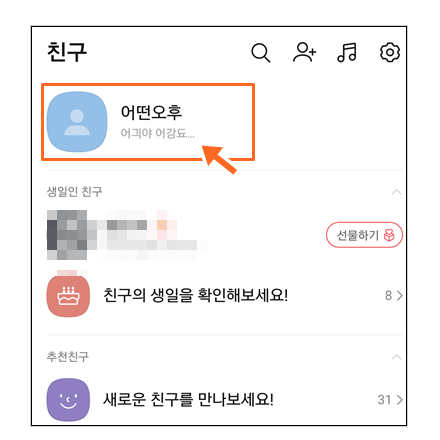 친구
어떤오후
어긔야 어강됴...
생일인 친구
선물하기
친구의 생일을 확인해보세요!
8
추천친구
새로운 친구를 만나보세요!
31